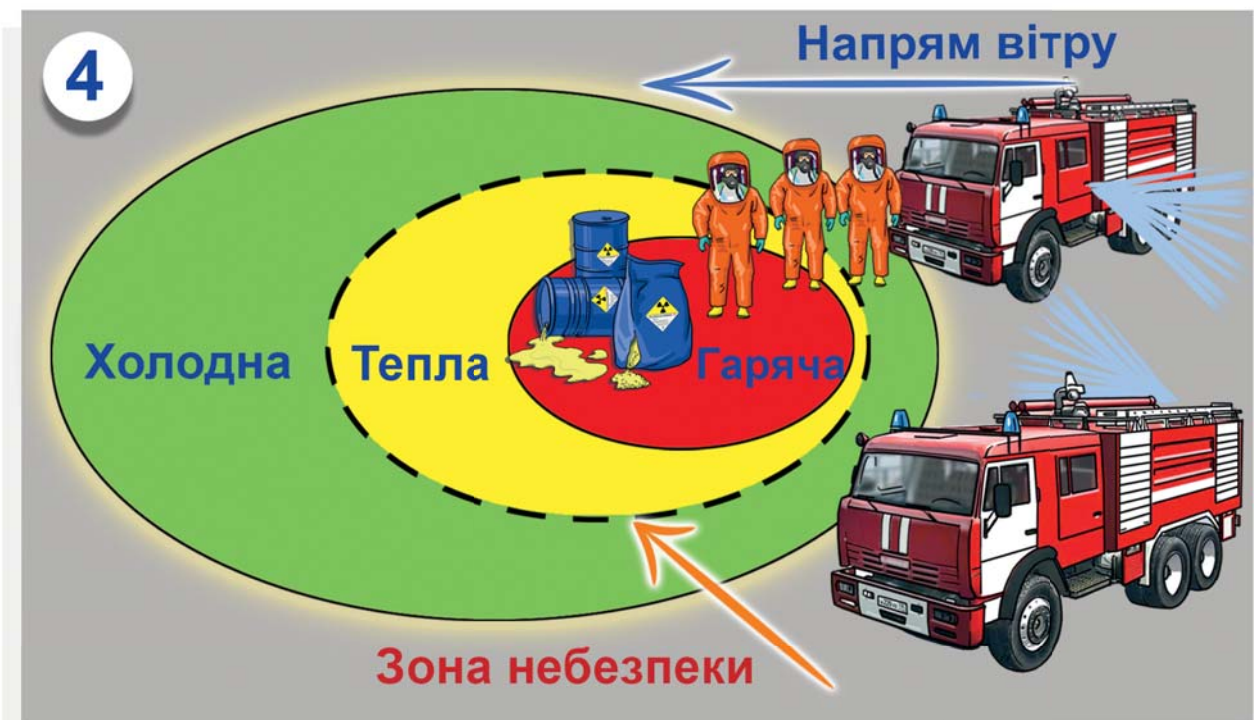 4
Напрям вітру
Холодна
Тепла
Гаряча
Зона небезпеки